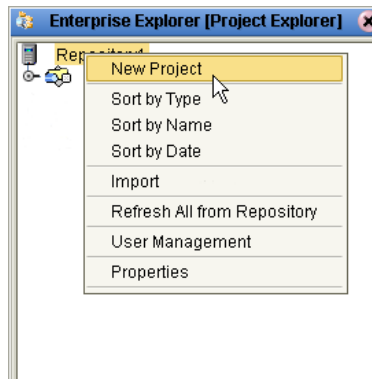 Enterprise Explorer [Project Explorer]
New Project
Sort by Type
Sort by Name
Sort by Date
Import
Refresh All from Repository
User Management
Properties